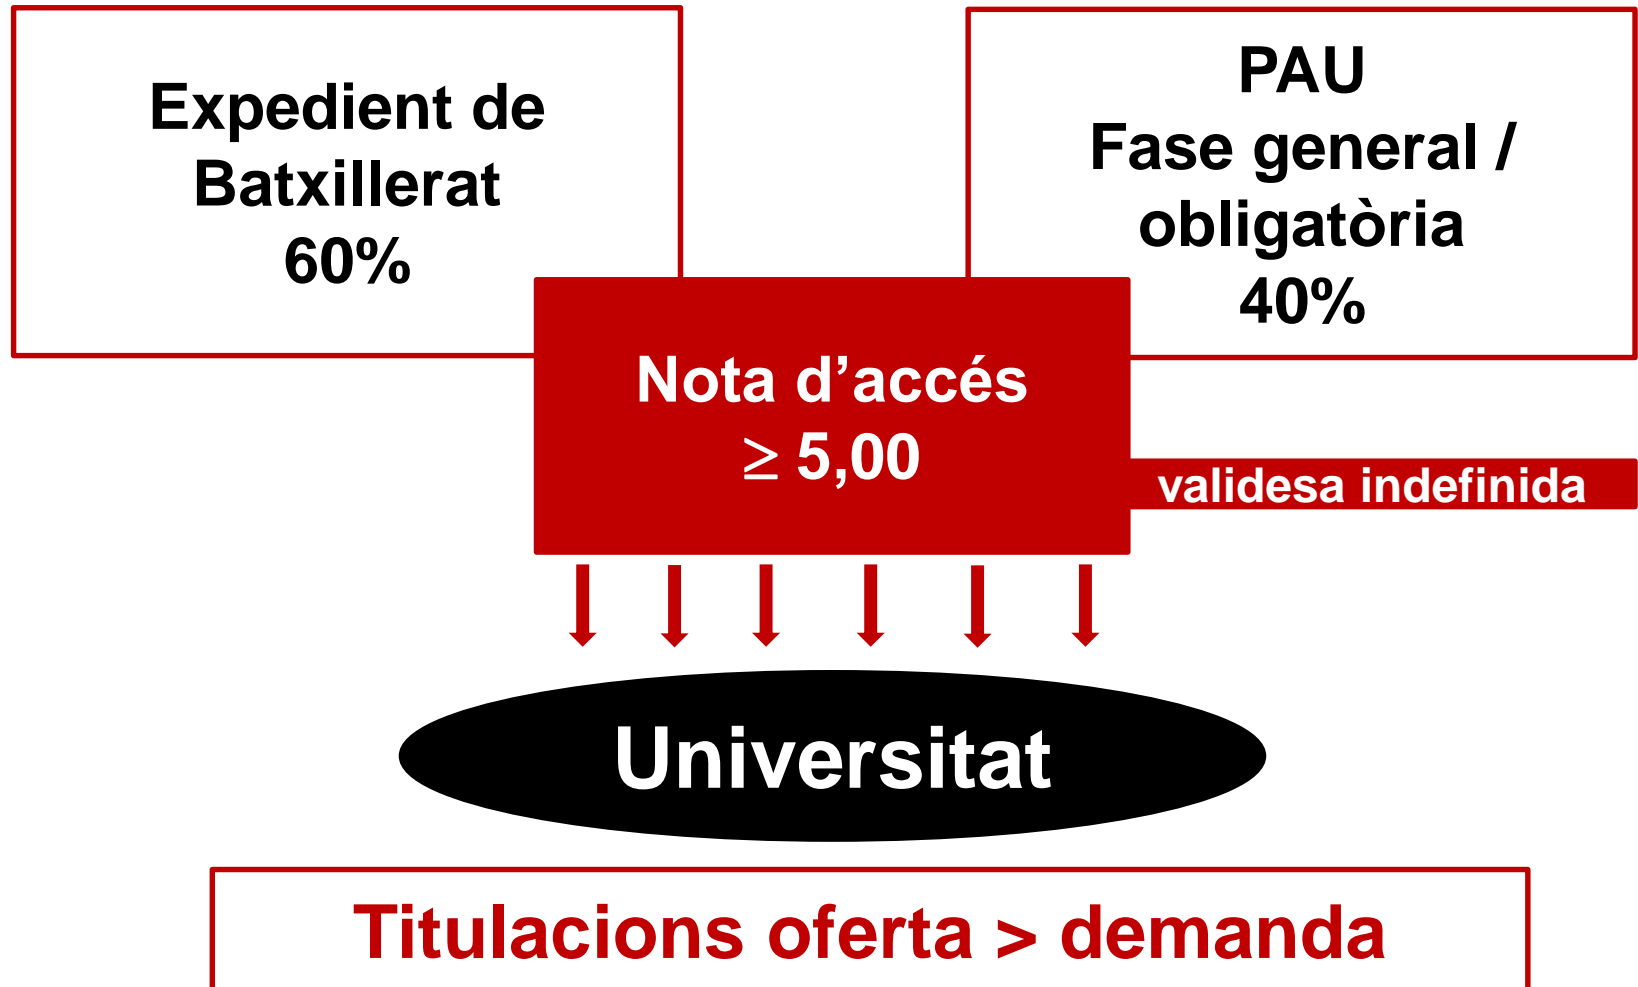 Expedient de
Batxillerat
60%
PAU
Fase general /
obligatòria
40%
Nota d’accés
≥ 5,00
validesa indefinida
Universitat
Titulacions oferta > demanda